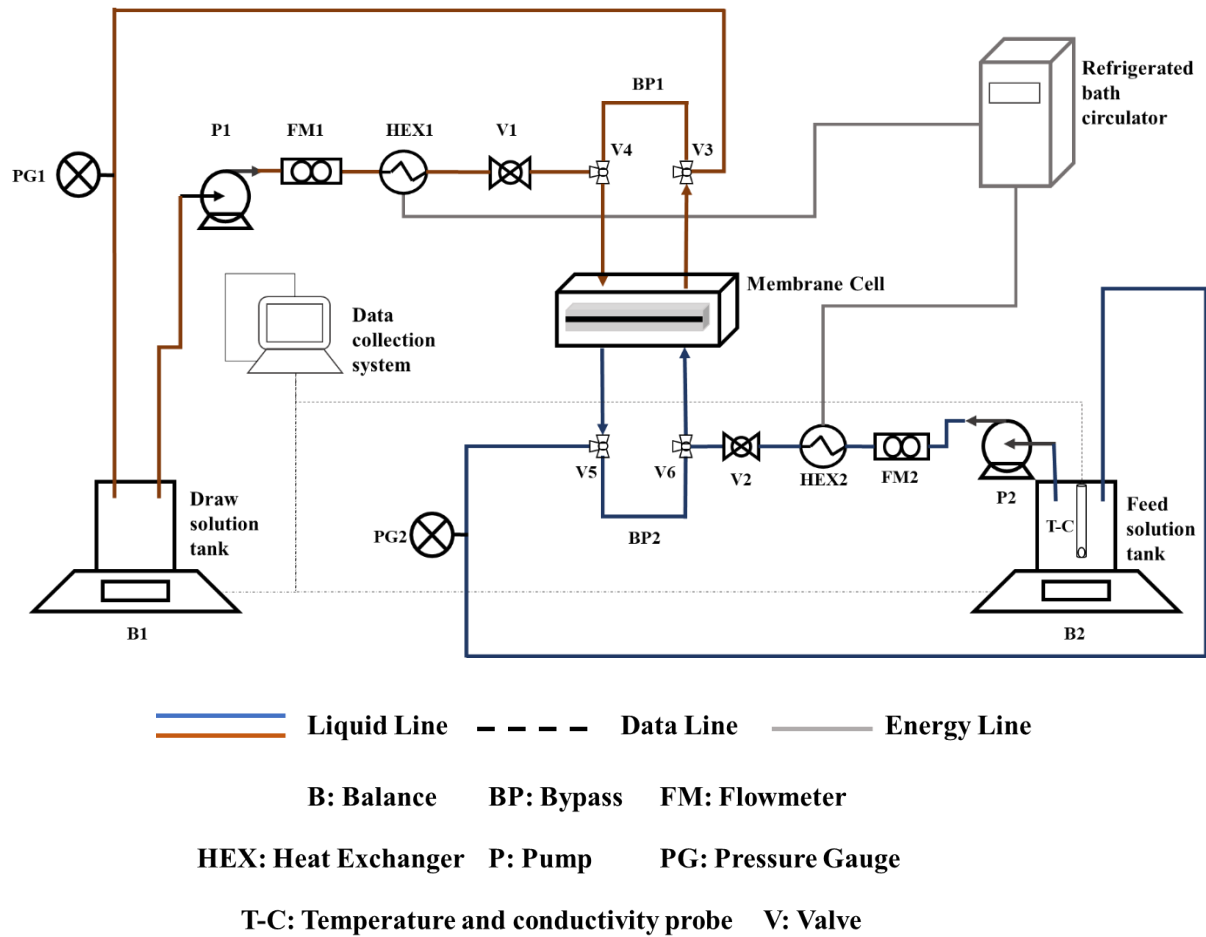 BP1
Refrigerated
bath
circulator
P1
FM1
HEX1
V1
V4
V3
PG1
Membrane Cell
Data
collection
system
V5
V6
V2
HEX2
FM2
P2
Draw
solution
tank
T-C
Feed
solution
tank
PG2
BP2
B1
B2
Liquid Line
Data Line
Energy Line
B: Balance BP: Bypass FM: Flowmeter
HEX: Heat Exchanger P: Pump PG: Pressure Gauge
T-C: Temperature and conductivity probe V: Valve